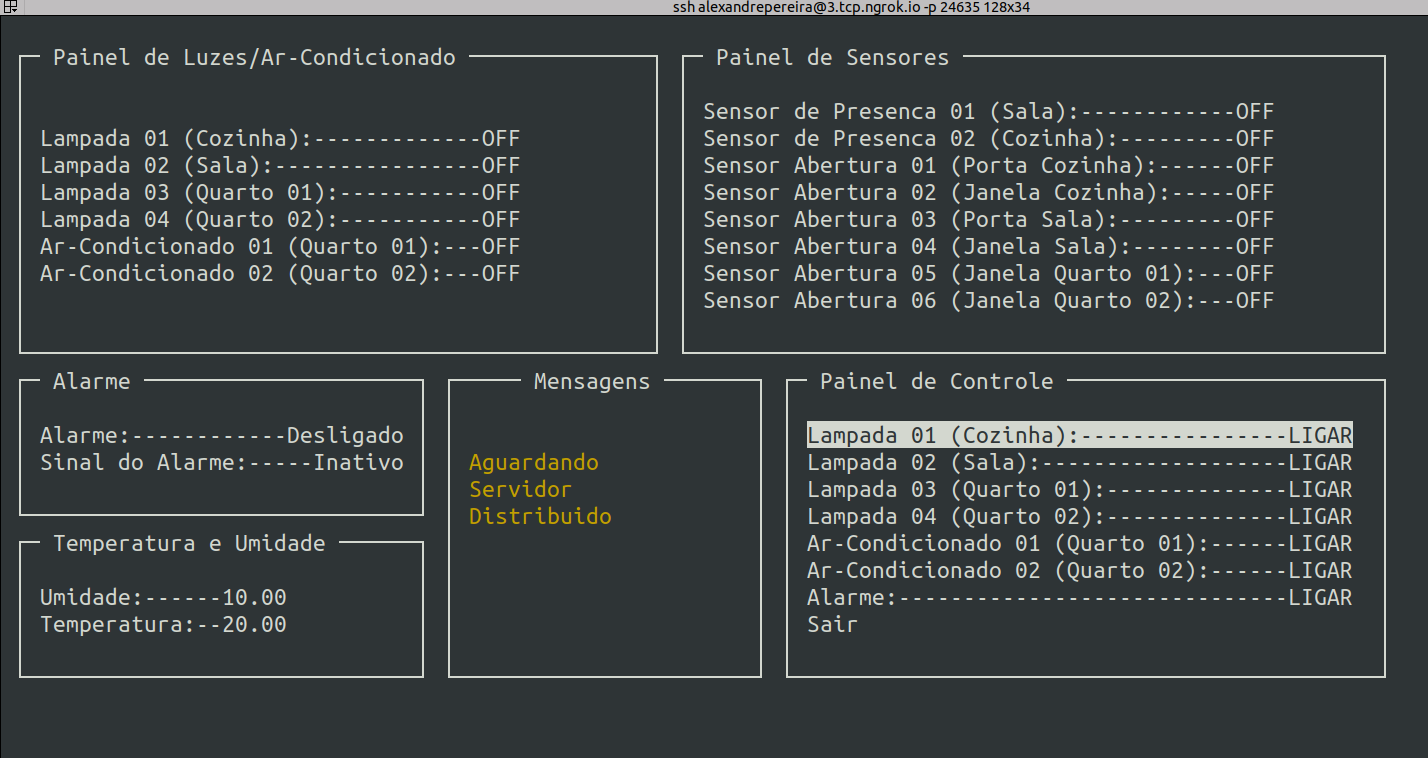 ssh alexandrepereira@3.tcp.ngrok.io -p 24635 128x34
Painel de Luzes/Ar-Condicionado
Lampada 01 (Cozinha):-------------OFF
Lampada 02 (Sala):----------------OFF
Lampada 03 (Quarto 01):-----------OFF
Lampada 04 (Quarto 02):-----------OFF
Ar-Condicionado 01 (Quarto 01):---OFF
Ar-Condicionado 02 (Quarto 02):---OFF
Painel de Sensores
Sensor de Presenca 01 (Sala):------------OFF
Sensor de Presenca 02 (Cozinha):---------OFF
Sensor Abertura 01 (Porta Cozinha):------OFF
Sensor Abertura 02 (Janela Cozinha):-----OFF
Sensor Abertura 03 (Porta Sala):---------OFF
Sensor Abertura 04 (Janela Sala):--------OFF
Sensor Abertura 05 (Janela Quarto 01):---OFF
Sensor Abertura 06 (Janela Quarto 02):---OFF
Alarme
Alarme:------------Desligado
Sinal do Alarme:-----Inativo
Temperatura e Umidade
Umidade:------10.00
Temperatura:--20.00
Mensagens
Aguardando
Servidor
Distribuido
Painel de Controle
Lampada 01 (Cozinha):----------------LIGAR
Lampada 02 (Sala):-------------------LIGAR
Lampada 03 (Quarto 01):--------------LIGAR
Lampada 04 (Quarto 02):--------------LIGAR
Ar-Condicionado 01 (Quarto 01):------LIGAR
Ar-Condicionado 02 (Quarto 02):------LIGAR
Alarme:------------------------------LIGAR
Sair